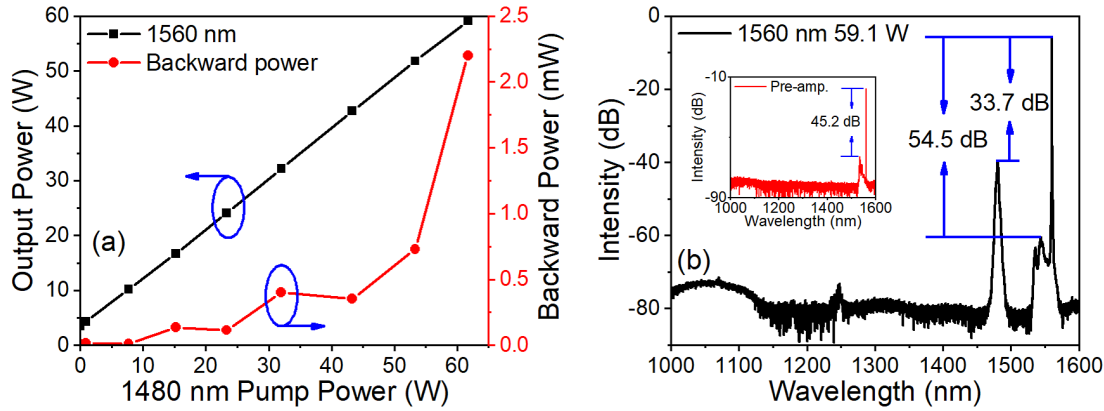 60
50
40
30
20
10
0
Output Power (W)
1560 nm
Backward power
(a)
2.5
2.0
1.5
1.0
0.5
0.0
Backward Power (mW)
0 10 20 30 40 50 60
1480 nm Pump Power (W)
0
-20
-40
-60
-80
Intensity (dB)
1560 nm 59.1 W
33.7 dB
54.5 dB
-10
-90
Intensity (dB)
Pre-amp.
45.2 dB
1000 1200 1400 1600
Wavelength (nm)
(b)
1000 1100 1200 1300 1400 1500 1600
Wavelength (nm)